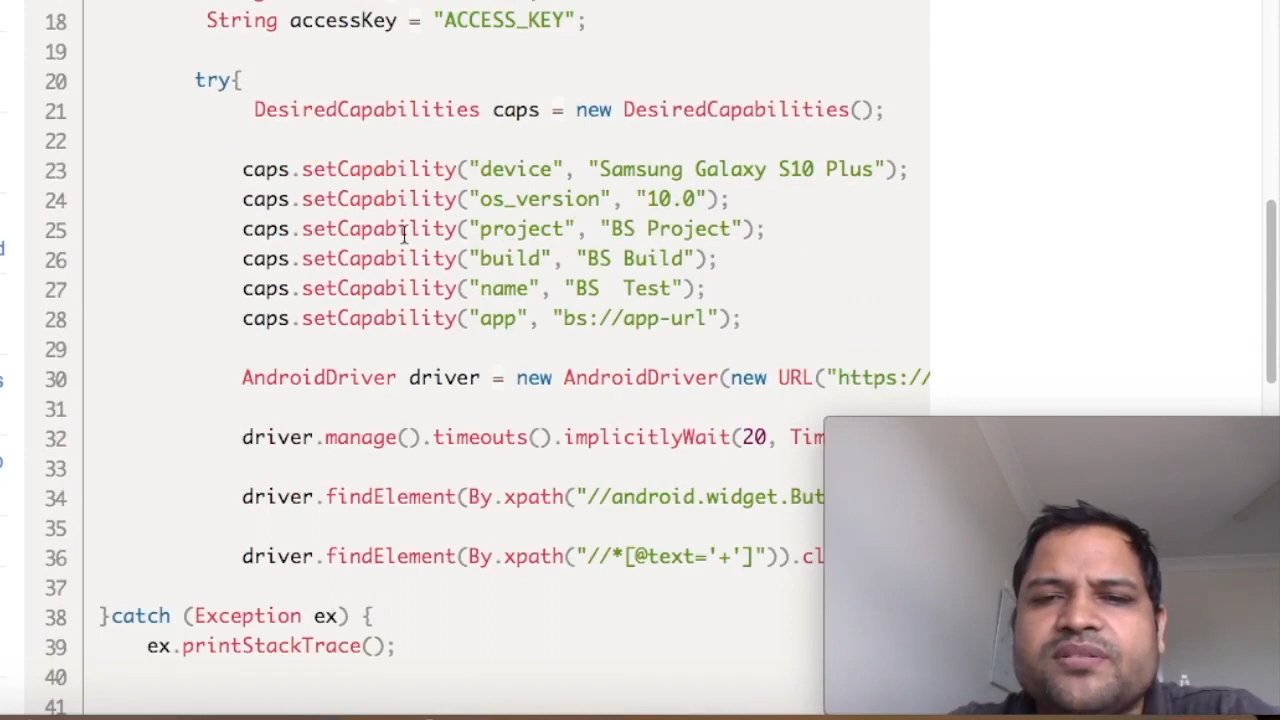 18 String accessKey = "ACCESS_KEY";
19
20 try{
21 DesiredCapabilities caps = new DesiredCapabilities();
22
23 caps.setCapability("device", "Samsung Galaxy S10 Plus");
24 caps.setCapability("os_version", "10.0");
25 caps.setCapability("project", "BS Project");
26 caps.setCapability("build", "BS Build");
27 caps.setCapability("name", "BS  Test");
28 caps.setCapability("app", "bs://app-url");
29
30 AndroidDriver driver = new AndroidDriver(new URL("https://
31
32 driver.manage().timeouts().implicitlyWait(20, Tim
33
34 driver.findElement(By.xpath("//android.widget.But
35
36 driver.findElement(By.xpath("//*[@text='+']")).cl
37
38 }catch (Exception ex) {
39 ex.printStackTrace();
40
41